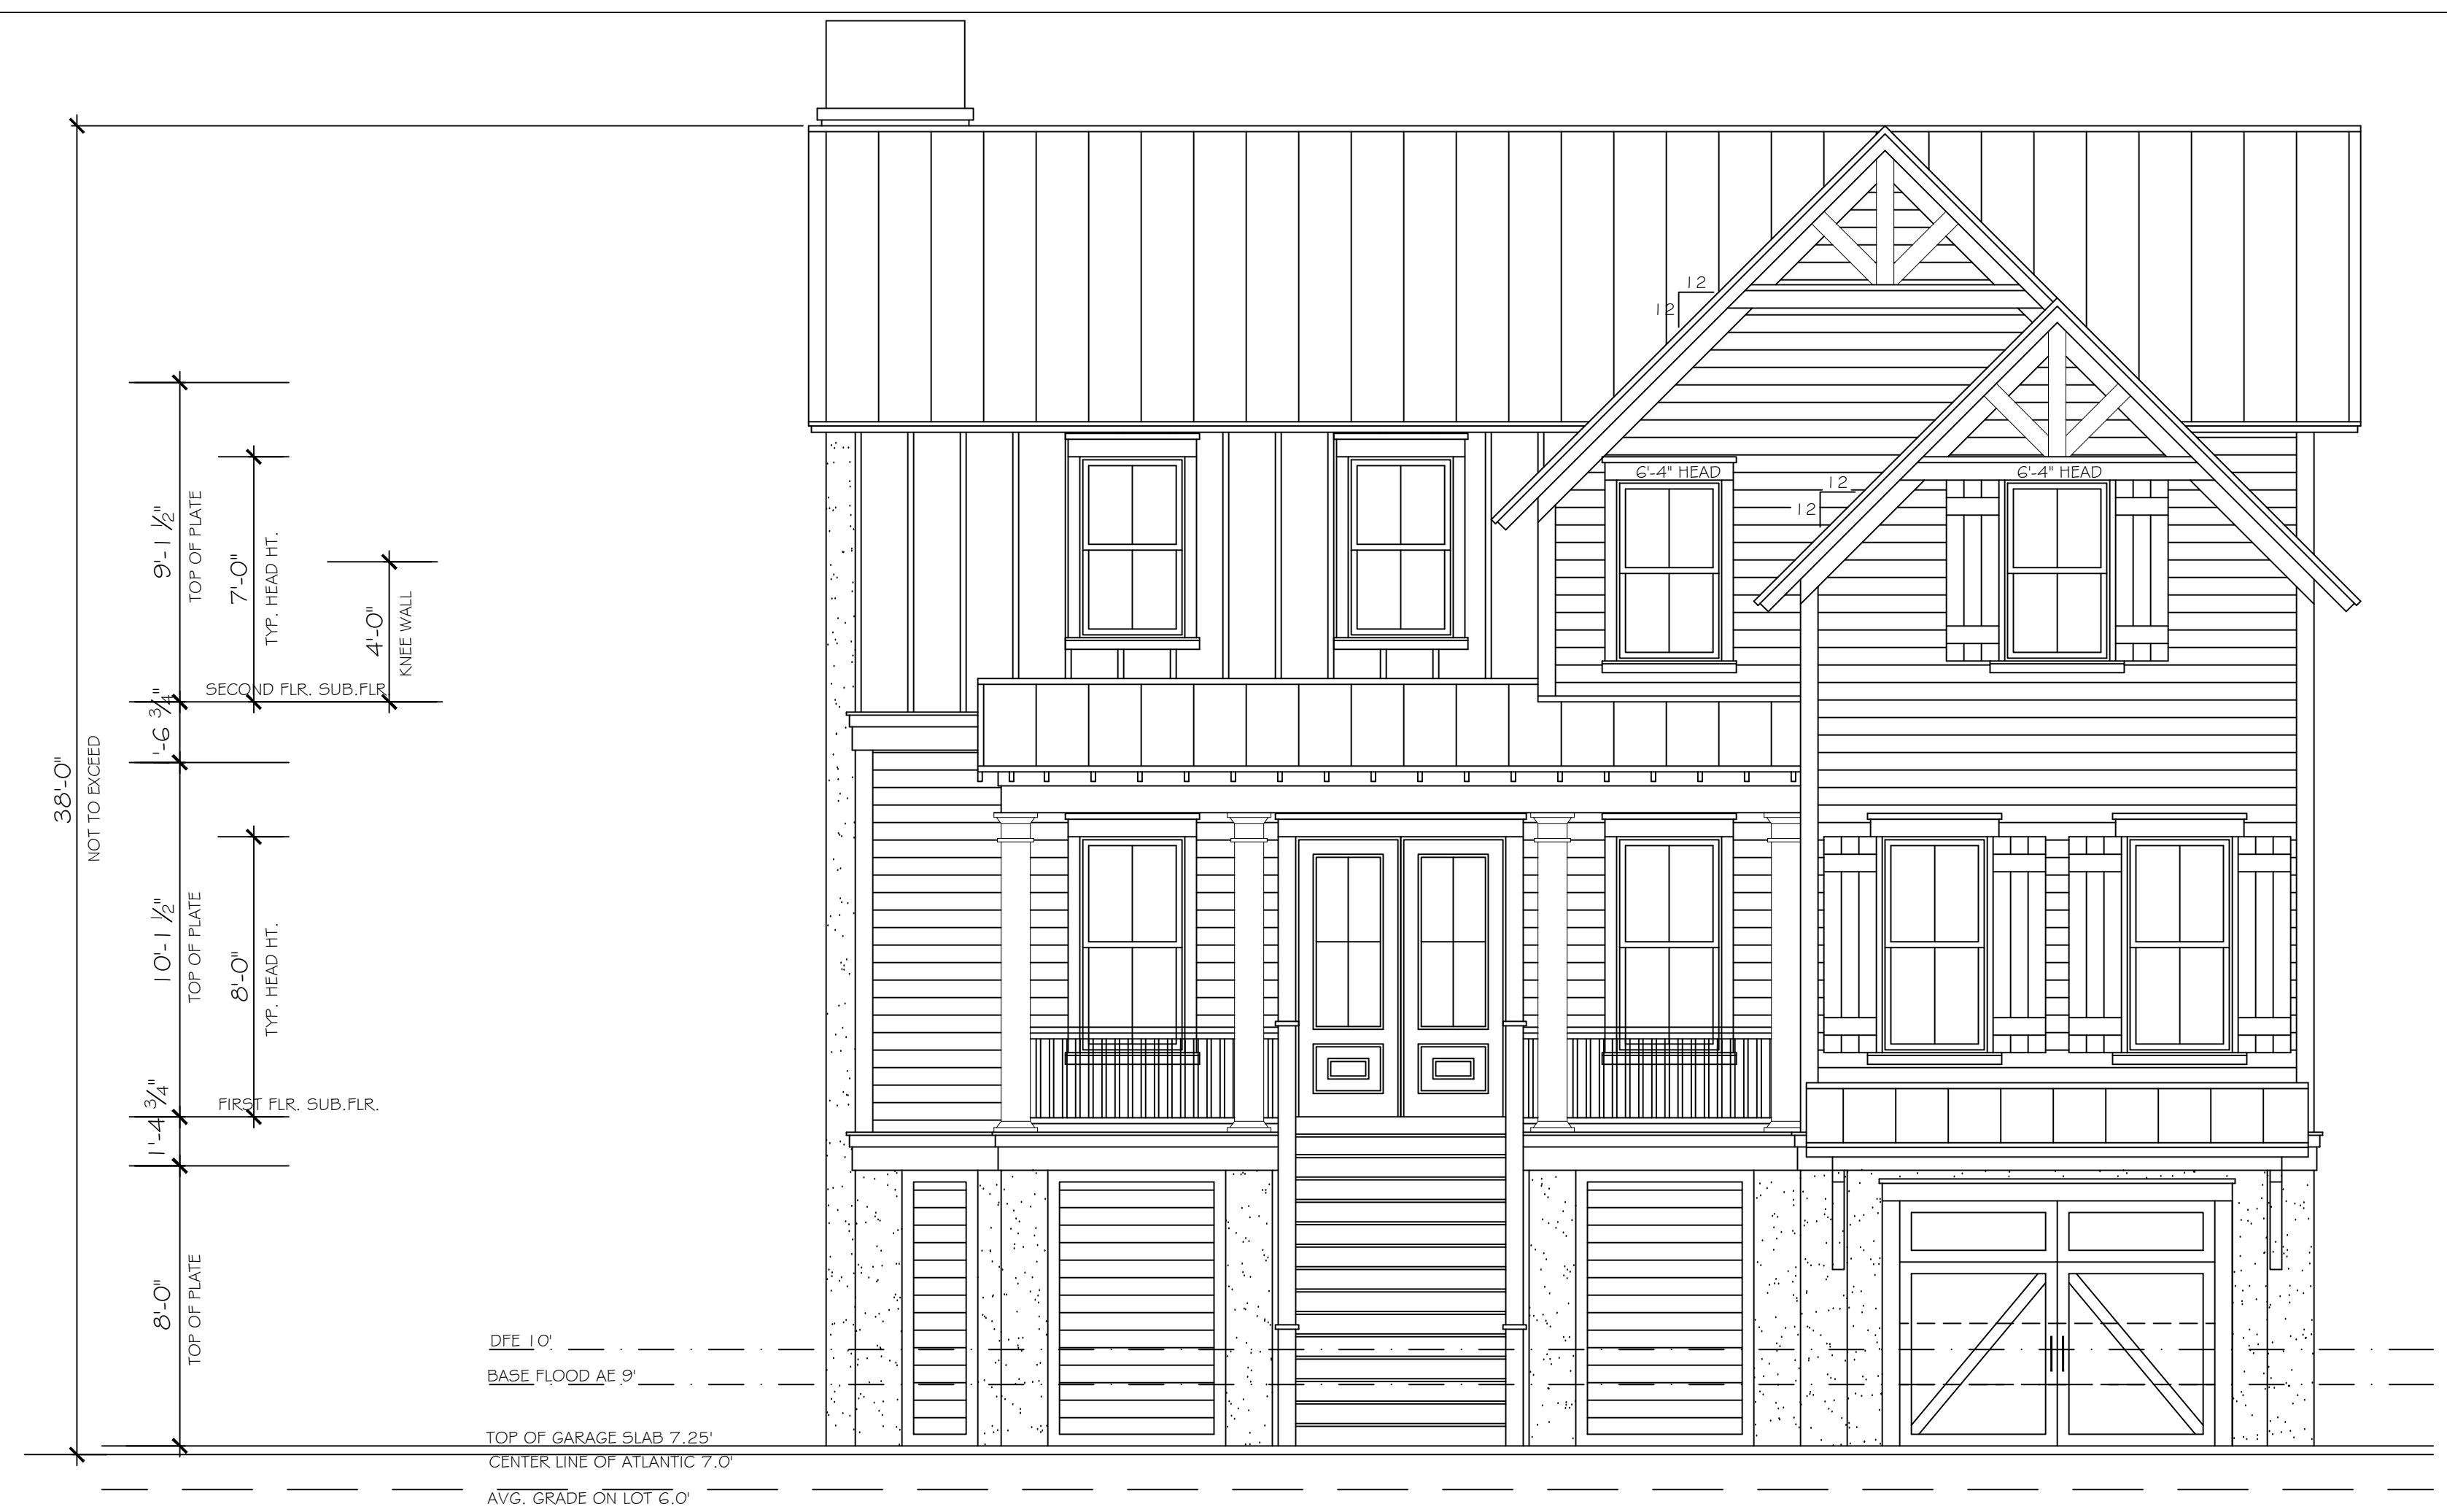 12
12
6'-4" HEAD
6'-4" HEAD
12
12
9'-1 1/2"
TOP OF PLATE
7'-0"
TYP. HEAD HT.
4'-0"
KNEE WALL
SECOND FLR. SUB.FLR.
1'-6 3/4"
38'-0"
NOT TO EXCEED
10'-1 1/2"
TOP OF PLATE
8'-0"
TYP. HEAD HT.
FIRST FLR. SUB.FLR.
1'-4 3/4"
8'-0"
TOP OF PLATE
DFE 10'
BASE FLOOD AE 9'
TOP OF GARAGE SLAB 7.25'
CENTER LINE OF ATLANTIC 7.0'
AVG. GRADE ON LOT 6.0'